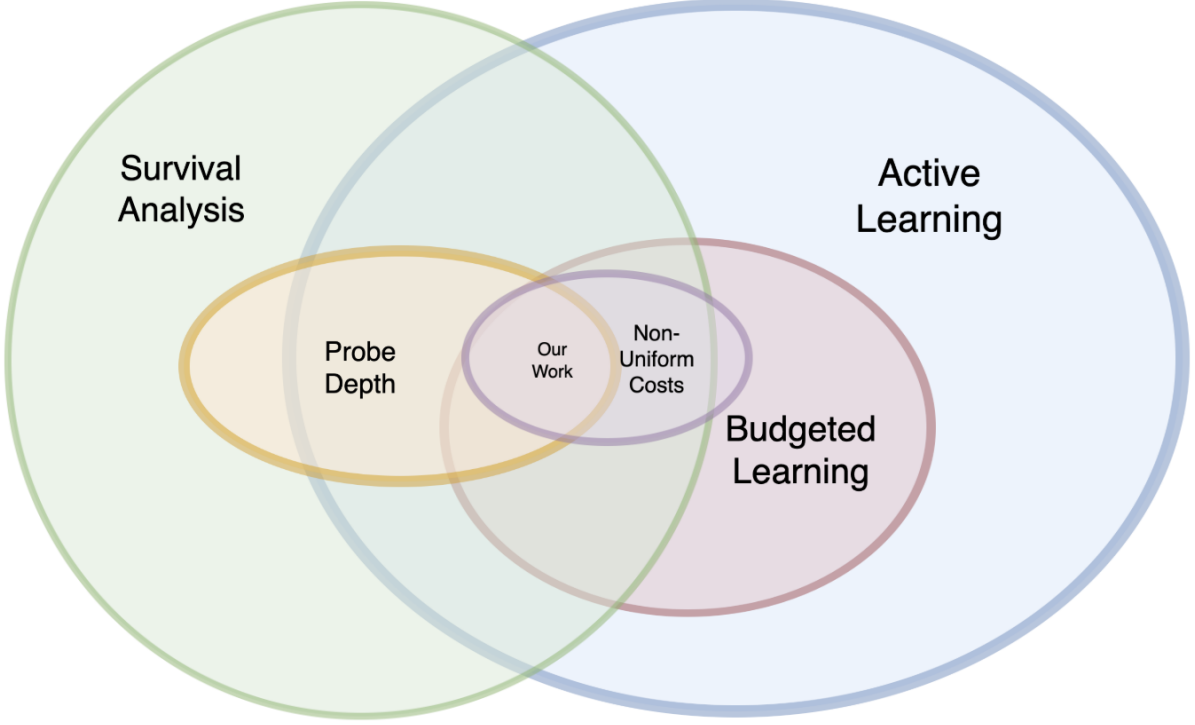 Survival
Analysis
Active
Learning
Probe
Depth
Our
Work
Non-
Uniform
Costs
Budgeted
Learning